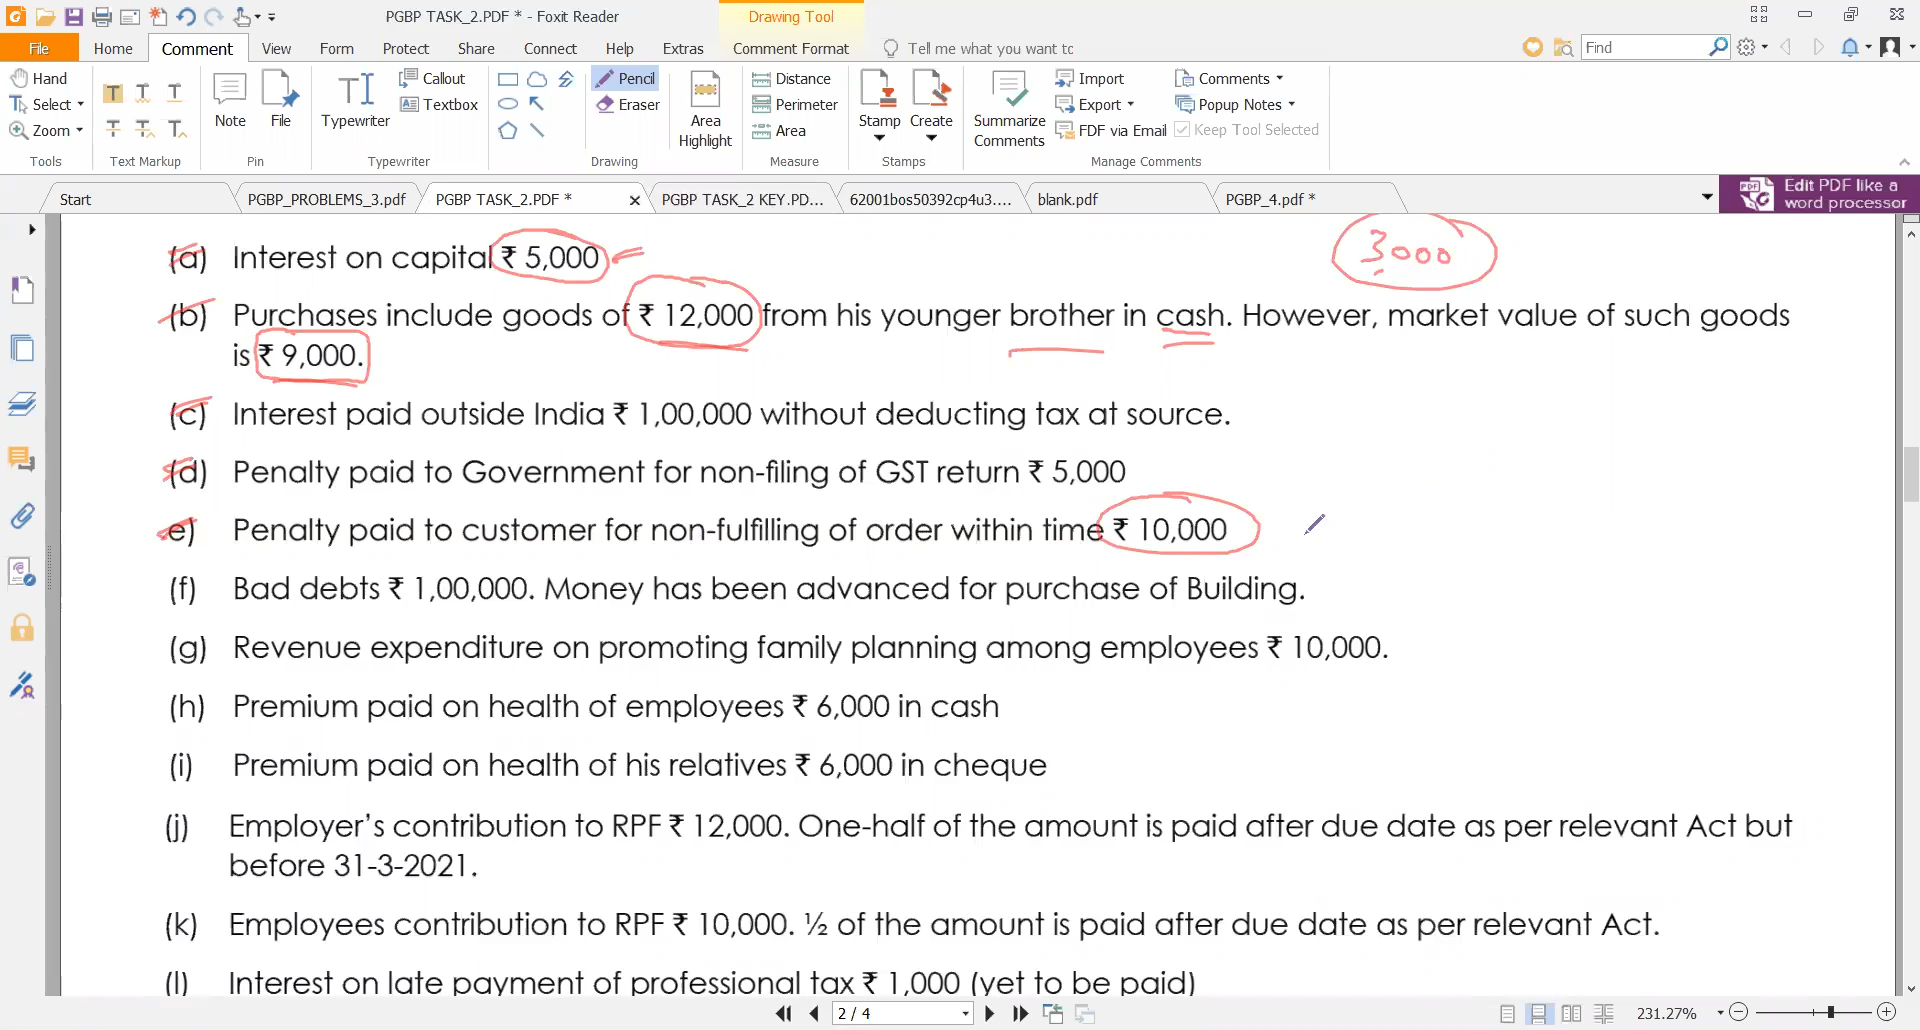 PGBP TASK_2.PDF * - Foxit Reader
Drawing Tool
File Home Comment View Form Protect Share Connect Help Extras Comment Format Tell me what you want to Find
Hand
Select
Zoom
Tools
Text Markup
Note
File
Pin
Typewriter
Callout
Textbox
Typewriter
Pencil
Eraser
Area Highlight
Drawing
Distance
Perimeter
Area
Measure
Stamp
Create
Stamps
Summarize Comments
Import
Export
FDF via Email
Comments
Popup Notes
Keep Tool Selected
Manage Comments
Start PGBP_PROBLEMS_3.pdf PGBP TASK_2.PDF * PGBP TASK_2 KEY.PD... 62001bos50392cp4u3.... blank.pdf PGBP_4.pdf *
Edit PDF like a
word processor
3000
(a) Interest on capital ₹ 5,000
(b) Purchases include goods of ₹ 12,000 from his younger brother in cash. However, market value of such goods
is ₹ 9,000.
(c) Interest paid outside India ₹ 1,00,000 without deducting tax at source.
(d) Penalty paid to Government for non-filing of GST return ₹ 5,000
e) Penalty paid to customer for non-fulfilling of order within time ₹ 10,000
(f) Bad debts ₹ 1,00,000. Money has been advanced for purchase of Building.
(g) Revenue expenditure on promoting family planning among employees ₹ 10,000.
(h) Premium paid on health of employees ₹ 6,000 in cash
(i) Premium paid on health of his relatives ₹ 6,000 in cheque
(j) Employer's contribution to RPF ₹ 12,000. One-half of the amount is paid after due date as per relevant Act but
before 31-3-2021.
(k) Employees contribution to RPF ₹ 10,000. ½ of the amount is paid after due date as per relevant Act.
(l) Interest on late payment of professional tax ₹ 1,000 (yet to be paid)
2 / 4
231.27%